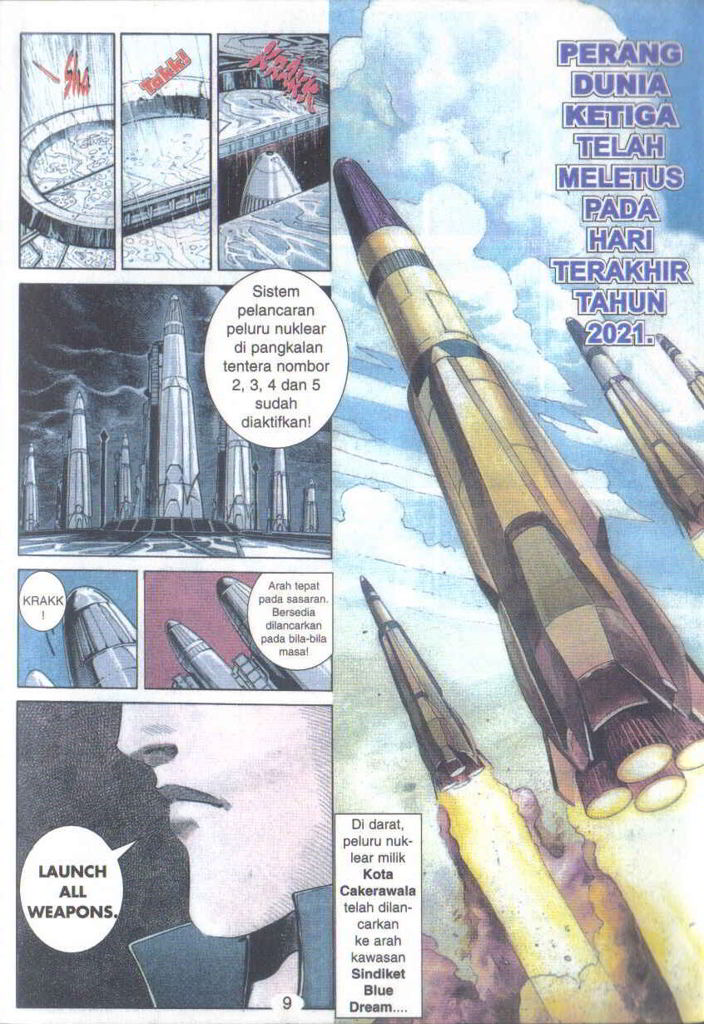 Sha
Takk!
KRAKK
Sistem
pelancaran
peluru nuklear
di pangkalan
tentera nombor
2, 3, 4 dan 5
sudah
diaktifkan!
KRAKK
!
Arah tepat
pada sasaran.
Bersedia
dilancarkan
pada bila-bila
masa!
LAUNCH
ALL
WEAPONS.
9
PERANG
DUNIA
KETIGA
TELAH
MELETUS
PADA
HARI
TERAKHIR
TAHUN
2021.
Di darat,
peluru nuk-
lear milik
Kota
Cakerawala
telah dilan-
carkan
ke arah
kawasan
Sindiket
Blue
Dream....